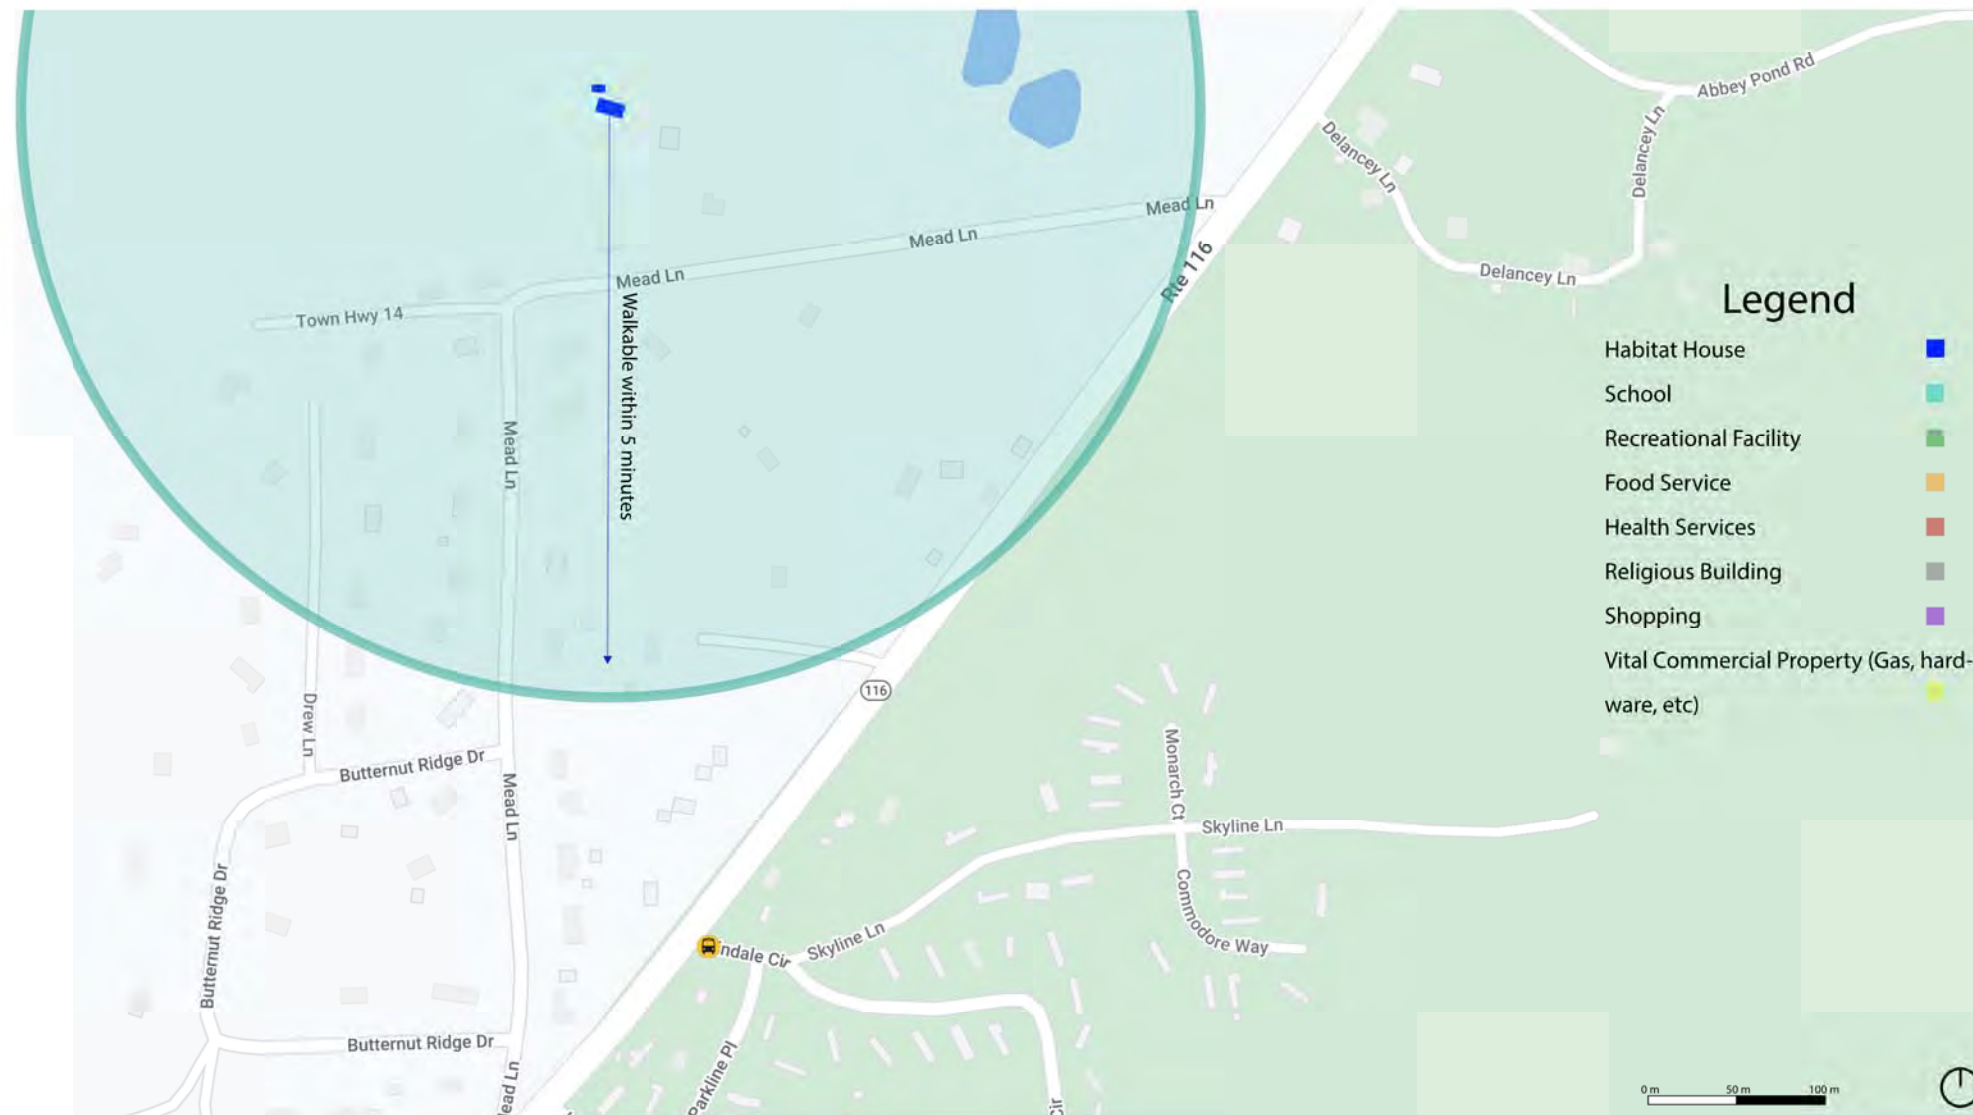 Abbey Pond Rd
Delancey Ln
Delancey Ln
Delancey Ln
Mead Ln
Mead Ln
Mead Ln
Rte 116
Town Hwy 14
Walkable within 5 minutes
Mead Ln
Legend
Habitat House
School
Recreational Facility
Food Service
Health Services
Religious Building
Shopping
Vital Commercial Property (Gas, hard-
ware, etc)
116
Drew Ln
Butternut Ridge Dr
Mead Ln
Monarch Ct
Skyline Ln
Butternut Ridge Dr
Commodore Way
Skyline Ln
ndale Cir
Butternut Ridge Dr
Parkline Pl
ead Ln
0 m 50 m 100 m